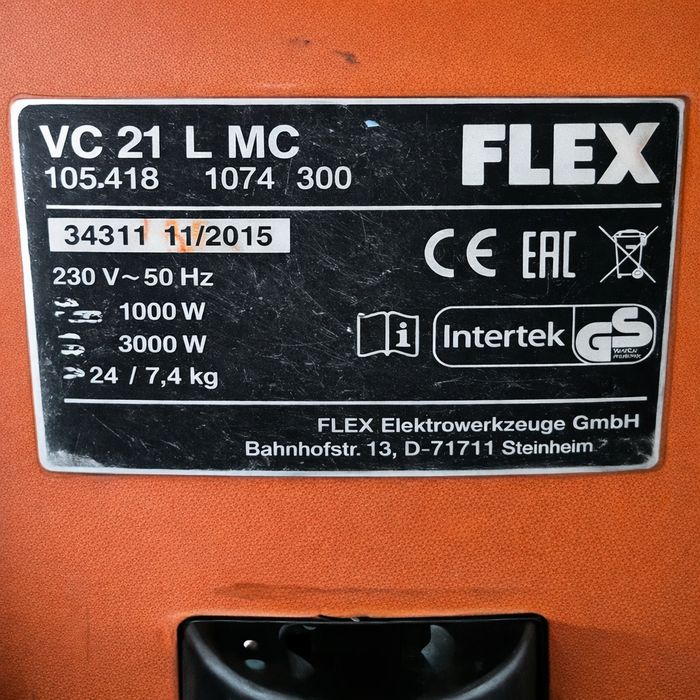 VC 21 L MC
FLEX
105.418 1074 300
34311 11/2015
CE EAC
230 V ~ 50 Hz
1000 W
3000 W
24 / 7,4 kg
i
Intertek
GS
FLEX Elektrowerkzeuge GmbH
Bahnhofstr. 13, D-71711 Steinheim